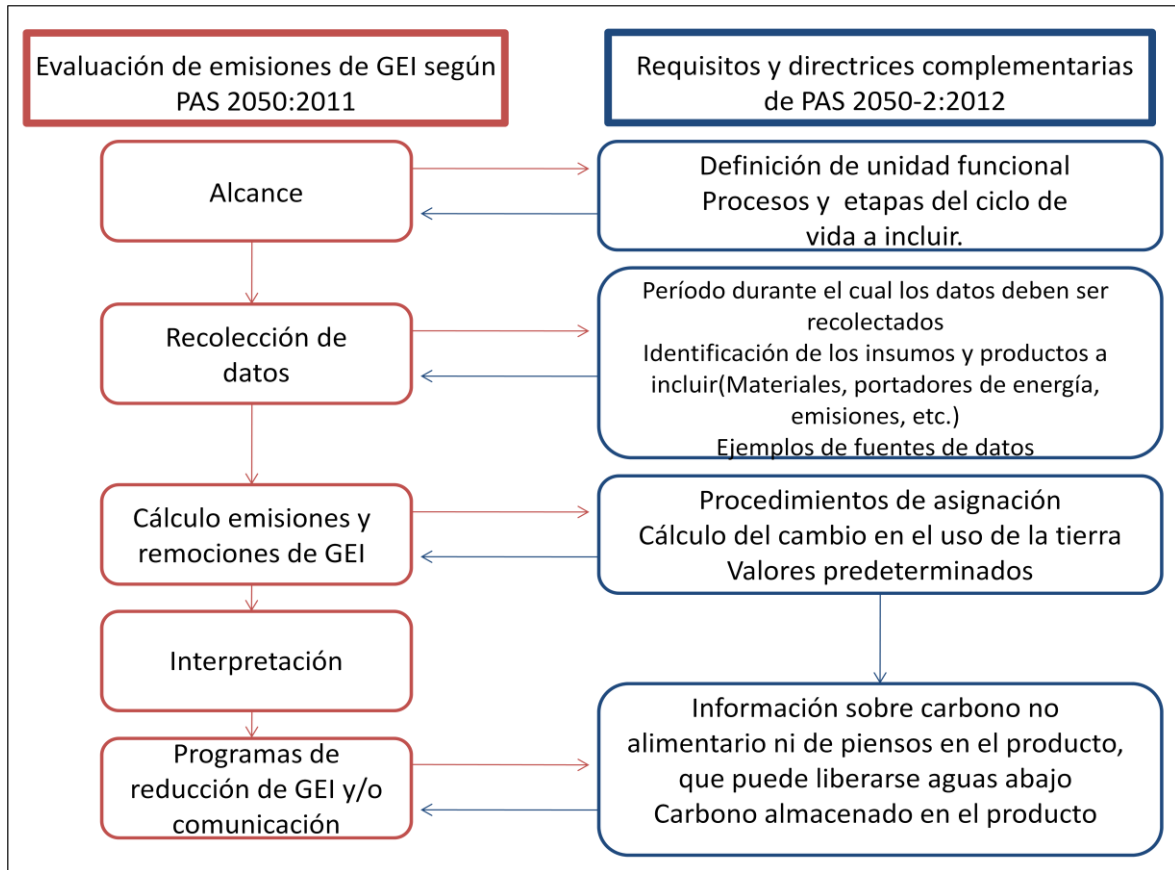 Evaluación de emisiones de GEI según
PAS 2050:2011
Requisitos y directrices complementarias
de PAS 2050-2:2012
Alcance
Definición de unidad funcional
Procesos y etapas del ciclo de
vida a incluir.
Recolección de
datos
Período durante el cual los datos deben ser
recolectados
Identificación de los insumos y productos a
incluir(Materiales, portadores de energía,
emisiones, etc.)
Ejemplos de fuentes de datos
Cálculo emisiones y
remociones de GEI
Procedimientos de asignación
Cálculo del cambio en el uso de la tierra
Valores predeterminados
Interpretación
Programas de
reducción de GEI y/o
comunicación
Información sobre carbono no
alimentario ni de piensos en el producto,
que puede liberarse aguas abajo
Carbono almacenado en el producto